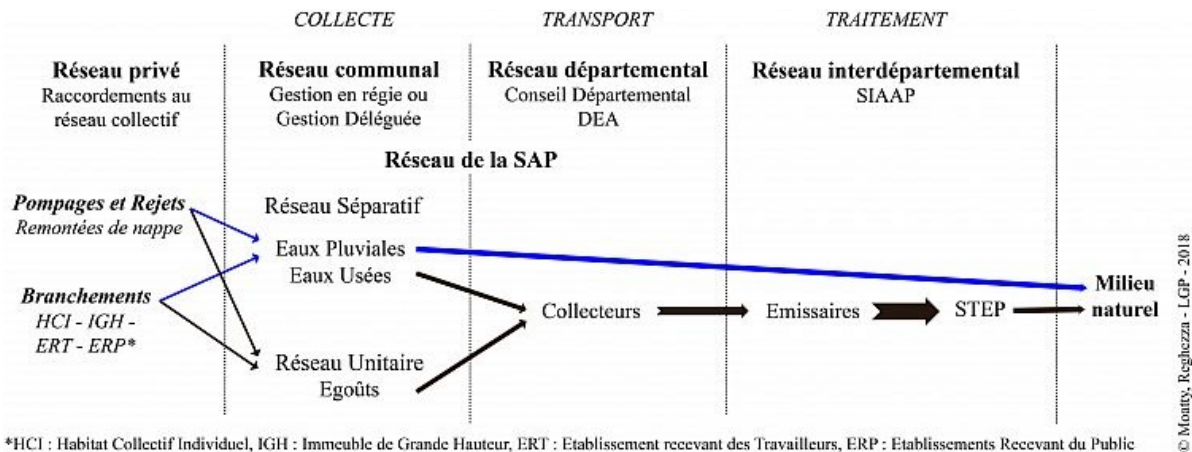 COLLECTE
TRANSPORT
TRAITEMENT
Réseau privé
Raccordements au
réseau collectif
Réseau communal
Gestion en régie ou
Gestion Déléguée
Réseau départemental
Conseil Départemental
DEA
Réseau interdépartemental
SIAAP
Réseau de la SAP
Pompages et Rejets
Remontées de nappe
Branchements
HCI - IGH -
ERT - ERP*
Réseau Séparatif
Eaux Pluviales
Eaux Usées
Réseau Unitaire
Egoûts
Collecteurs
Emissaires
STEP
Milieu
naturel
*HCI : Habitat Collectif Individuel, IGH : Immeuble de Grande Hauteur, ERT : Etablissement recevant des Travailleurs, ERP : Etablissements Recevant du Public
© Moatty, Reghezza - LGP - 2018